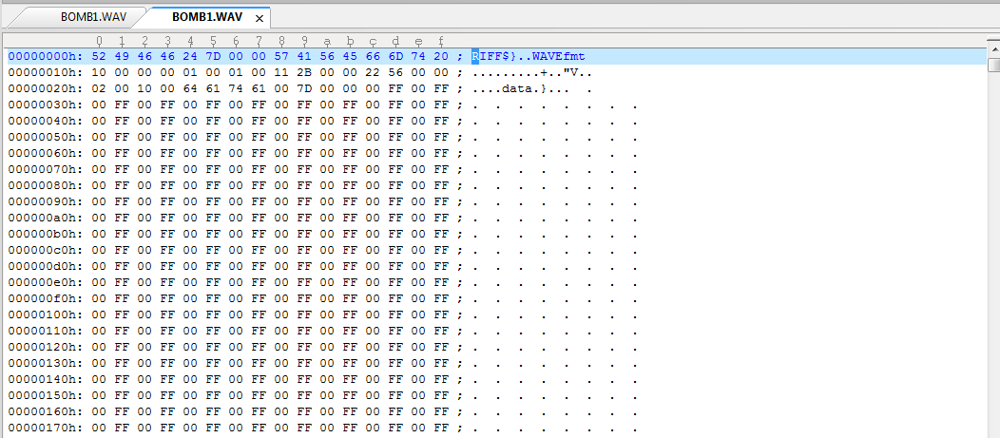 BOMB1.WAV BOMB1.WAV ×
0 1 2 3 4 5 6 7 8 9 a b c d e f
00000000h: 52 49 46 46 24 7D 00 00 57 41 56 45 66 6D 74 20 ; RIFF$}..WAVEfmt
00000010h: 10 00 00 00 01 00 01 00 11 2B 00 00 22 56 00 00 ; .........+.."V..
00000020h: 02 00 10 00 64 61 74 61 00 7D 00 00 00 FF 00 FF ; ....data.}... .
00000030h: 00 FF 00 FF 00 FF 00 FF 00 FF 00 FF 00 FF 00 FF ; . . . . . . . .
00000040h: 00 FF 00 FF 00 FF 00 FF 00 FF 00 FF 00 FF 00 FF ; . . . . . . . .
00000050h: 00 FF 00 FF 00 FF 00 FF 00 FF 00 FF 00 FF 00 FF ; . . . . . . . .
00000060h: 00 FF 00 FF 00 FF 00 FF 00 FF 00 FF 00 FF 00 FF ; . . . . . . . .
00000070h: 00 FF 00 FF 00 FF 00 FF 00 FF 00 FF 00 FF 00 FF ; . . . . . . . .
00000080h: 00 FF 00 FF 00 FF 00 FF 00 FF 00 FF 00 FF 00 FF ; . . . . . . . .
00000090h: 00 FF 00 FF 00 FF 00 FF 00 FF 00 FF 00 FF 00 FF ; . . . . . . . .
000000a0h: 00 FF 00 FF 00 FF 00 FF 00 FF 00 FF 00 FF 00 FF ; . . . . . . . .
000000b0h: 00 FF 00 FF 00 FF 00 FF 00 FF 00 FF 00 FF 00 FF ; . . . . . . . .
000000c0h: 00 FF 00 FF 00 FF 00 FF 00 FF 00 FF 00 FF 00 FF ; . . . . . . . .
000000d0h: 00 FF 00 FF 00 FF 00 FF 00 FF 00 FF 00 FF 00 FF ; . . . . . . . .
000000e0h: 00 FF 00 FF 00 FF 00 FF 00 FF 00 FF 00 FF 00 FF ; . . . . . . . .
000000f0h: 00 FF 00 FF 00 FF 00 FF 00 FF 00 FF 00 FF 00 FF ; . . . . . . . .
00000100h: 00 FF 00 FF 00 FF 00 FF 00 FF 00 FF 00 FF 00 FF ; . . . . . . . .
00000110h: 00 FF 00 FF 00 FF 00 FF 00 FF 00 FF 00 FF 00 FF ; . . . . . . . .
00000120h: 00 FF 00 FF 00 FF 00 FF 00 FF 00 FF 00 FF 00 FF ; . . . . . . . .
00000130h: 00 FF 00 FF 00 FF 00 FF 00 FF 00 FF 00 FF 00 FF ; . . . . . . . .
00000140h: 00 FF 00 FF 00 FF 00 FF 00 FF 00 FF 00 FF 00 FF ; . . . . . . . .
00000150h: 00 FF 00 FF 00 FF 00 FF 00 FF 00 FF 00 FF 00 FF ; . . . . . . . .
00000160h: 00 FF 00 FF 00 FF 00 FF 00 FF 00 FF 00 FF 00 FF ; . . . . . . . .
00000170h: 00 FF 00 FF 00 FF 00 FF 00 FF 00 FF 00 FF 00 FF ; . . . . . . . .